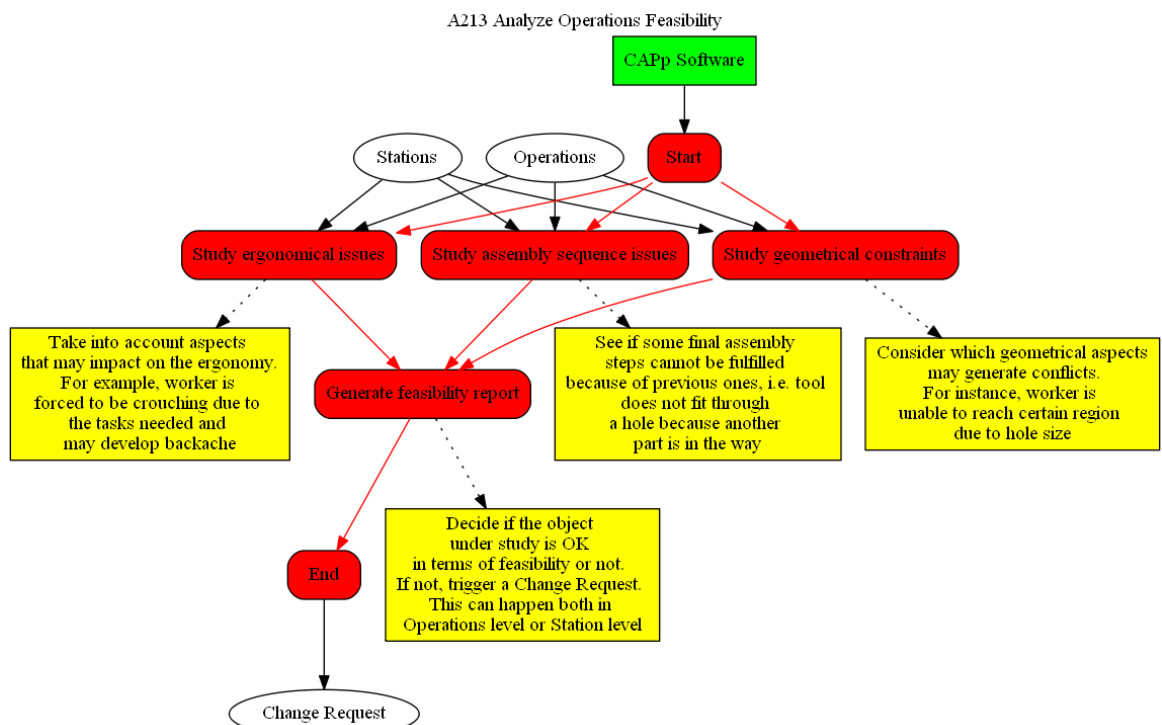 A213 Analyze Operations Feasibility
CAPp Software
Stations
Operations
Start
Study ergonomical issues
Study assembly sequence issues
Study geometrical constraints
Take into account aspects
that may impact on the ergonomy.
For example, worker is
forced to be crouching due to
the tasks needed and
may develop backache
Generate feasibility report
See if some final assembly
steps cannot be fulfilled
because of previous ones, i.e. tool
does not fit through
a hole because another
part is in the way
Consider which geometrical aspects
may generate conflicts.
For instance, worker is
unable to reach certain region
due to hole size
End
Decide if the object
under study is OK
in terms of feasibility or not.
If not, trigger a Change Request.
This can happen both in
Operations level or Station level
Change Request